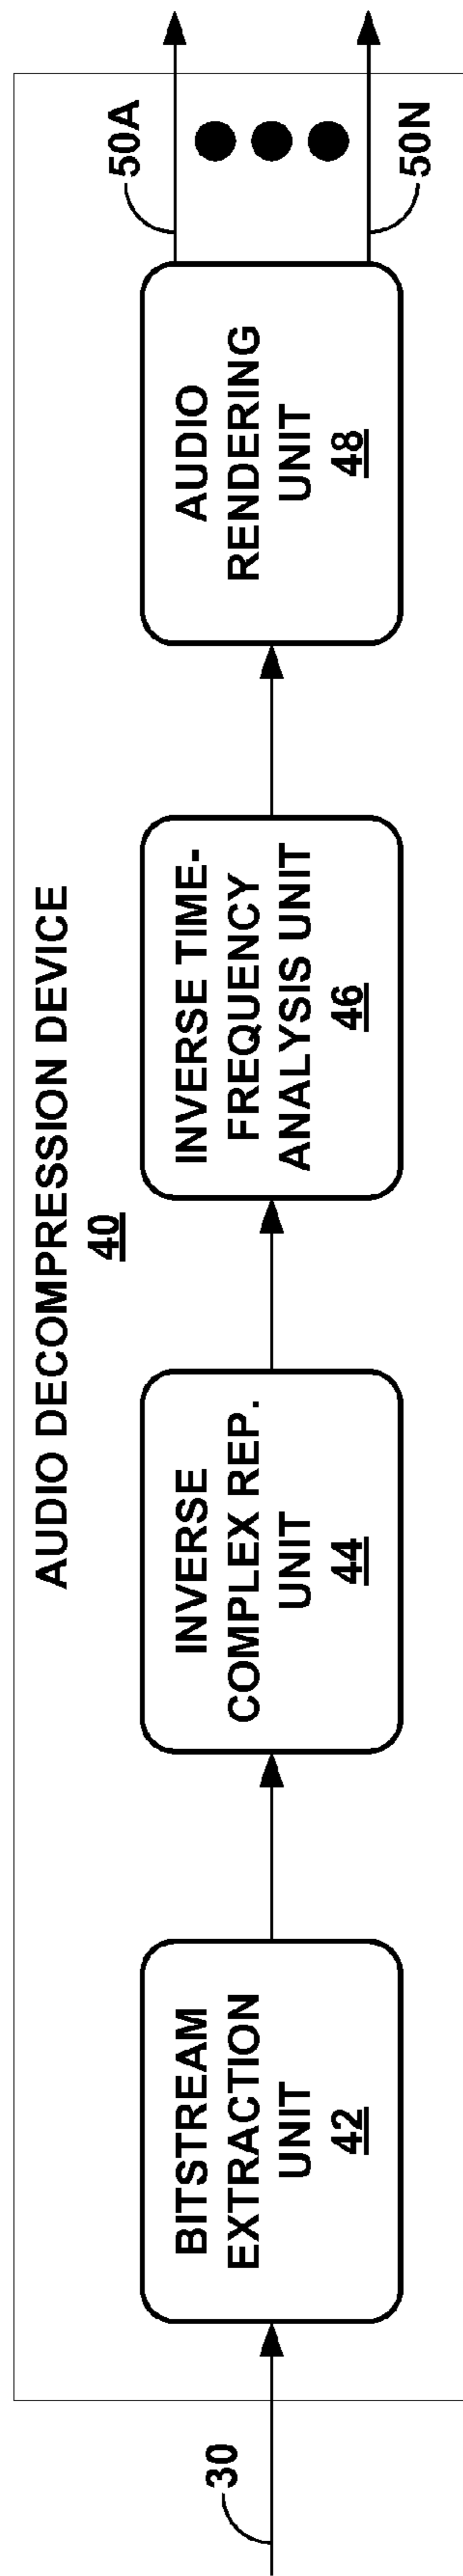 AUDIO DECOMPRESSION DEVICE
40
30
BITSTREAM
EXTRACTION
UNIT
42
INVERSE
COMPLEX REP.
UNIT
44
INVERSE TIME-
FREQUENCY
ANALYSIS UNIT
46
AUDIO
RENDERING
UNIT
48
50A
50N